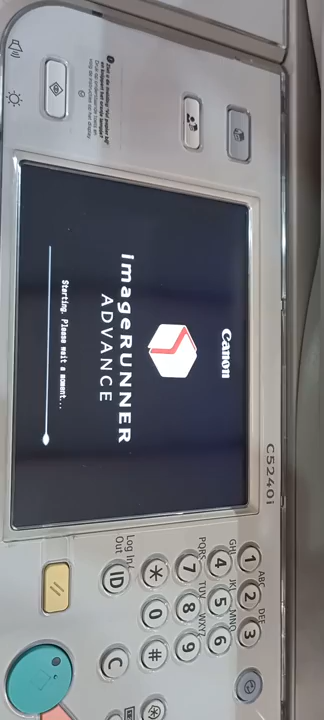 Canon
imageRUNNER
ADVANCE
Starting. Please wait a moment...
C5240i
1
ABC
2
DEF
3
GHI
4
JKL
5
MNO
6
PQRS
7
TUV
8
WXYZ
9
*
0
#
Log In/
Out
ID
C